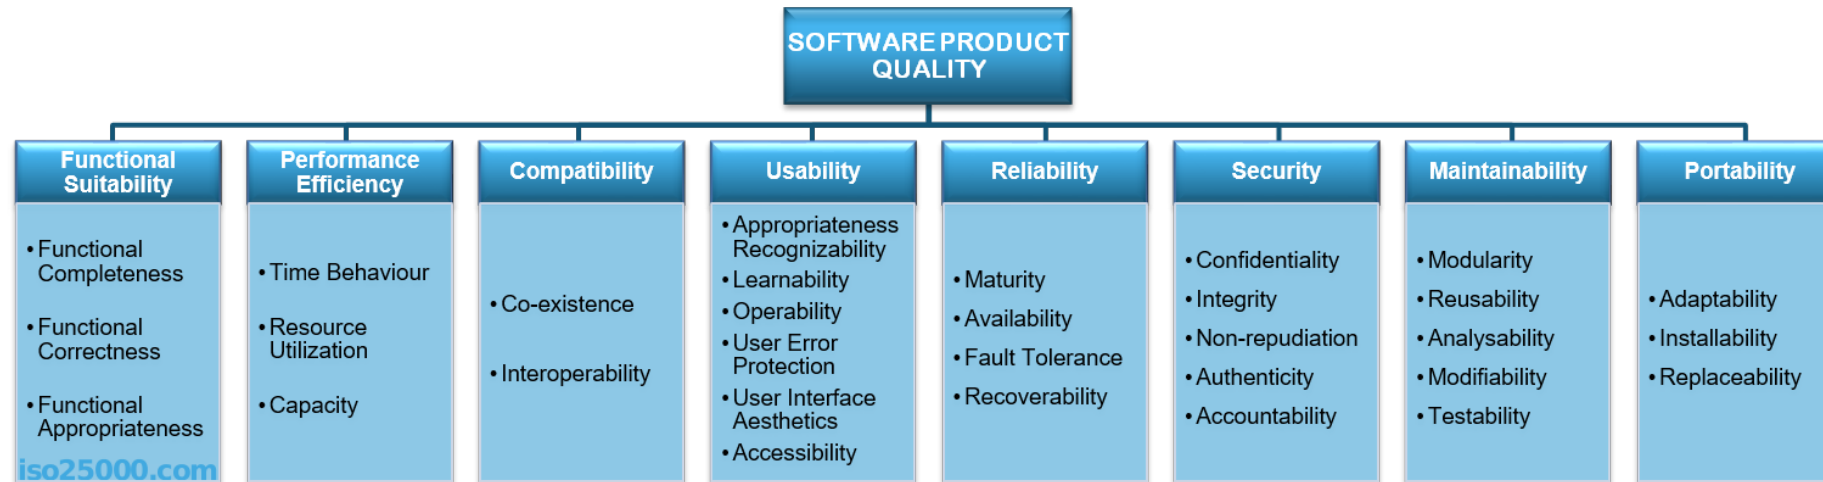 SOFTWARE PRODUCT
QUALITY
Functional
Suitability
• Functional
Completeness
• Functional
Correctness
• Functional
Appropriateness
Performance
Efficiency
• Time Behaviour
• Resource
Utilization
• Capacity
Compatibility
• Co-existence
• Interoperability
Usability
• Appropriateness
Recognizability
• Learnability
• Operability
• User Error
Protection
• User Interface
Aesthetics
• Accessibility
Reliability
• Maturity
• Availability
• Fault Tolerance
• Recoverability
Security
• Confidentiality
• Integrity
• Non-repudiation
• Authenticity
• Accountability
Maintainability
• Modularity
• Reusability
• Analysability
• Modifiability
• Testability
Portability
• Adaptability
• Installability
• Replaceability
iso25000.com